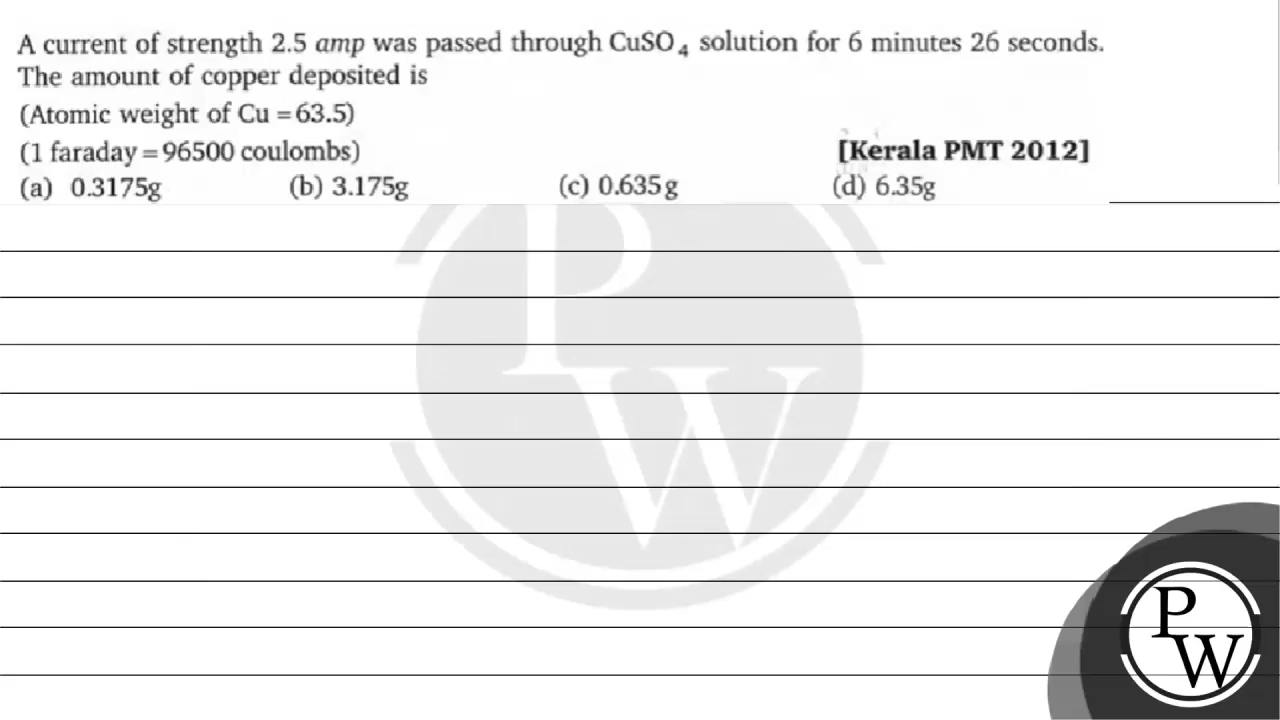 A current of strength 2.5 amp was passed through CuSO₄ solution for 6 minutes 26 seconds.
The amount of copper deposited is
(Atomic weight of Cu = 63.5)
(1 faraday = 96500 coulombs) [Kerala PMT 2012]
(a) 0.3175g (b) 3.175g (c) 0.635g (d) 6.35g
P
W
P
W